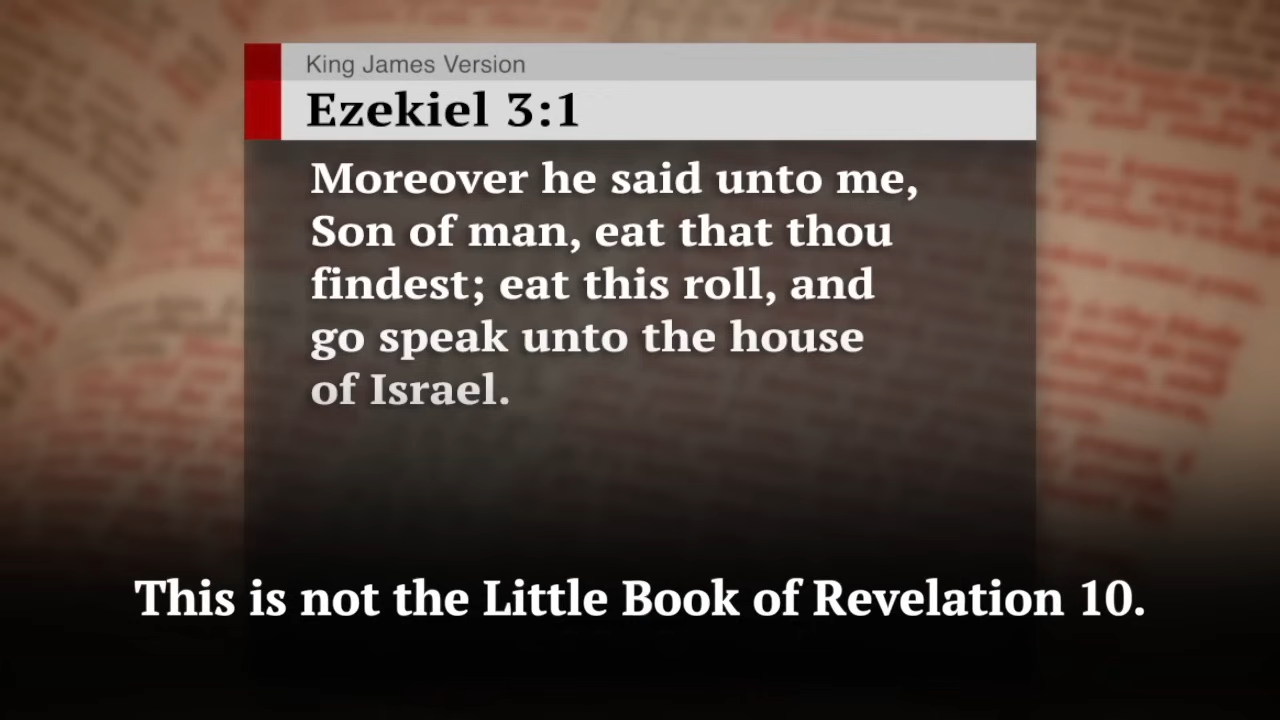 King James Version
Ezekiel 3:1
Moreover he said unto me,
Son of man, eat that thou
findest; eat this roll, and
go speak unto the house
of Israel.
This is not the Little Book of Revelation 10.